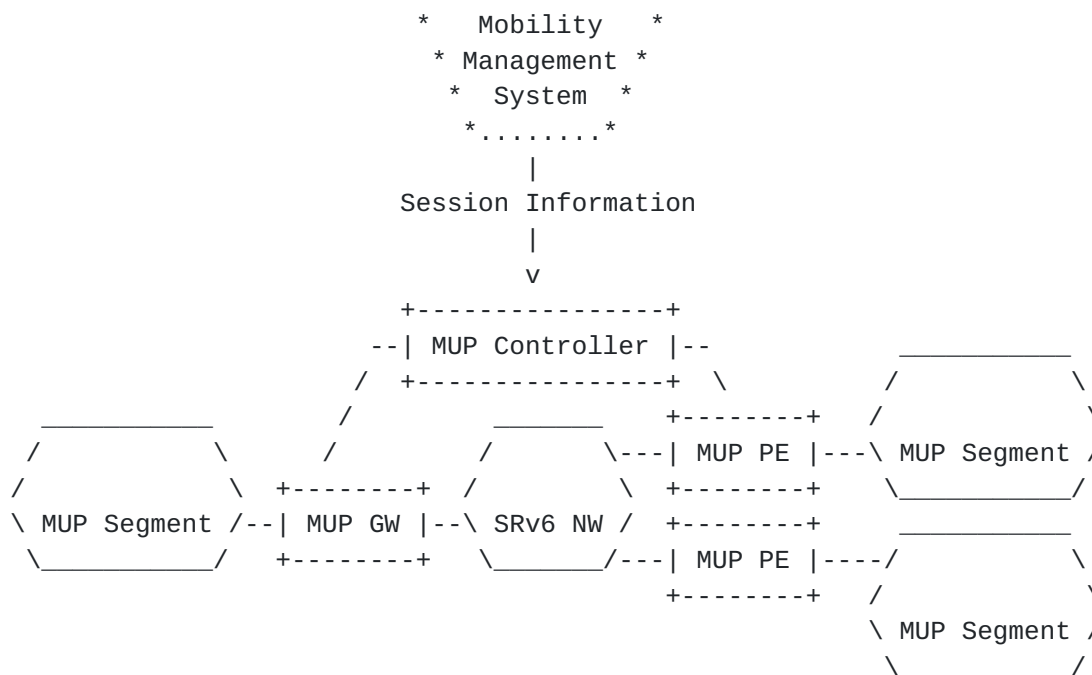 Mobility
Management
System
Session Information
MUP Controller
MUP PE
MUP Segment
MUP Segment
MUP GW
SRv6 NW
MUP PE
MUP Segment